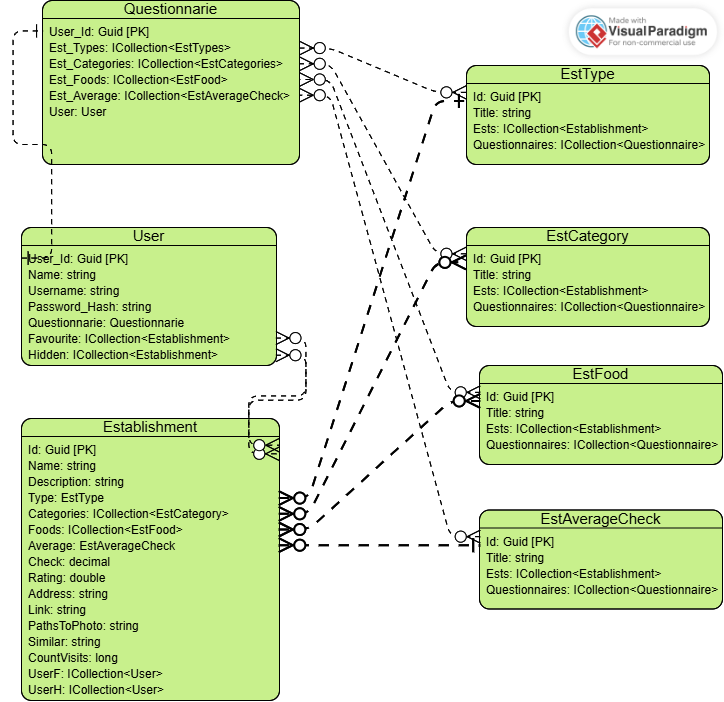 Questionnarie
User_Id: Guid [PK]
Est_Types: ICollection<EstTypes>
Est_Categories: ICollection<EstCategories>
Est_Foods: ICollection<EstFood>
Est_Average: ICollection<EstAverageCheck>
User: User
Made with
VisualParadigm
For non-commercial use
EstType
Id: Guid [PK]
Title: string
Ests: ICollection<Establishment>
Questionnaires: ICollection<Questionnaire>
User
User_Id: Guid [PK]
Name: string
Username: string
Password_Hash: string
Questionnarie: Questionnarie
Favourite: ICollection<Establishment>
Hidden: ICollection<Establishment>
EstCategory
Id: Guid [PK]
Title: string
Ests: ICollection<Establishment>
Questionnaires: ICollection<Questionnaire>
EstFood
Id: Guid [PK]
Title: string
Ests: ICollection<Establishment>
Questionnaires: ICollection<Questionnaire>
Establishment
Id: Guid [PK]
Name: string
Description: string
Type: EstType
Categories: ICollection<EstCategory>
Foods: ICollection<EstFood>
Average: EstAverageCheck
Check: decimal
Rating: double
Address: string
Link: string
PathsToPhoto: string
Similar: string
CountVisits: long
UserF: ICollection<User>
UserH: ICollection<User>
EstAverageCheck
Id: Guid [PK]
Title: string
Ests: ICollection<Establishment>
Questionnaires: ICollection<Questionnaire>